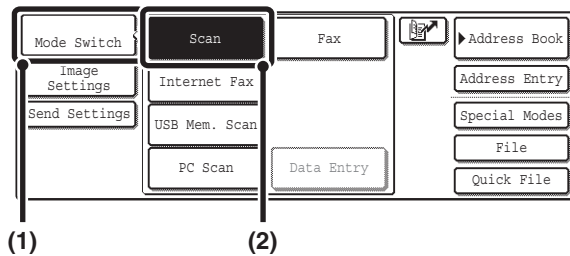 Mode Switch
Scan
Fax
Address Book
Image
Settings
Internet Fax
Address Entry
Send Settings
USB Mem. Scan
Special Modes
File
PC Scan
Data Entry
Quick File
(1)
(2)